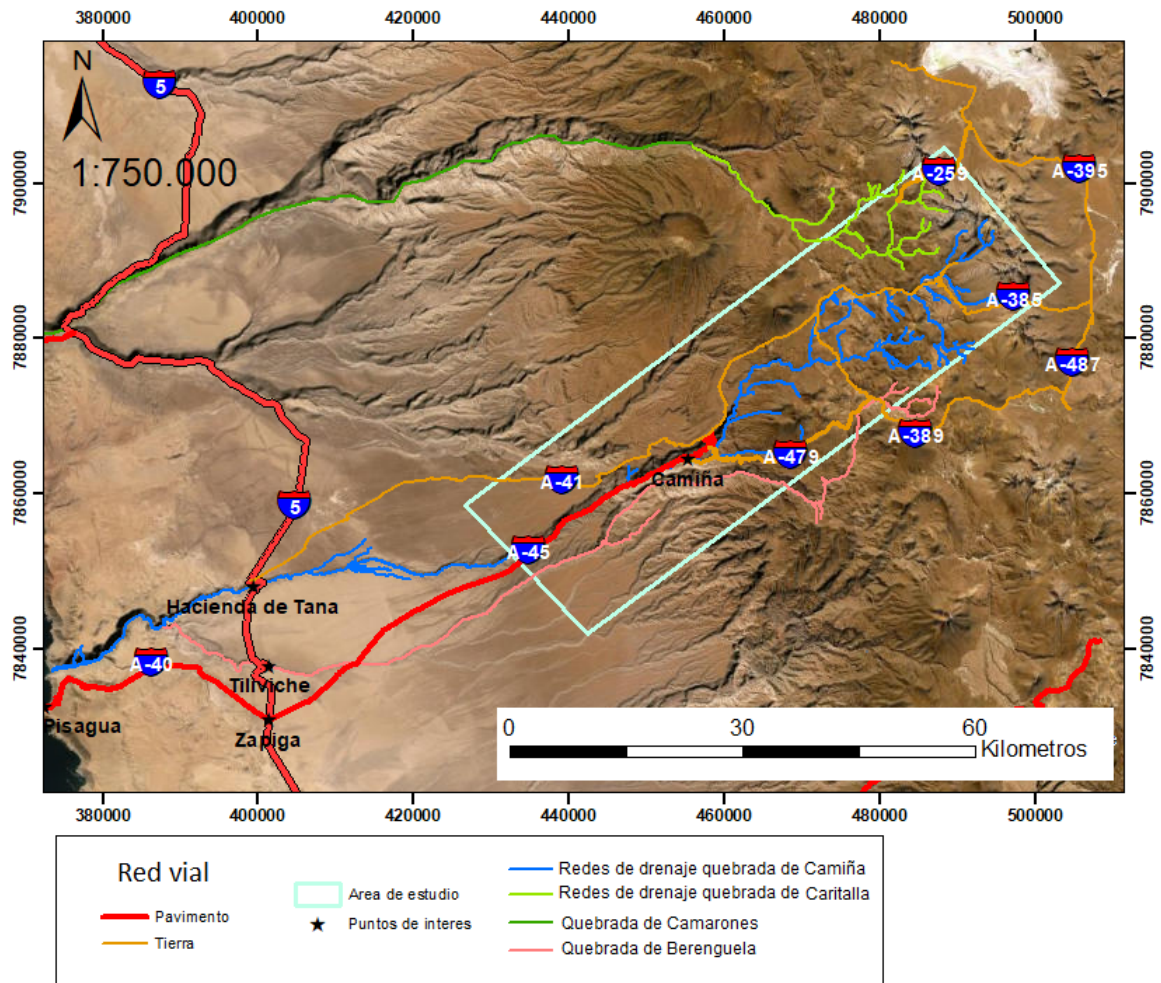 380000 400000 420000 440000 460000 480000 500000
N
1:750.000
7900000
7880000
7860000
7840000
7900000
7880000
7860000
7840000
5
A-259
A-395
A-385
A-487
A-389
A-479
Camiña
A-41
5
A-45
Hacienda de Tana
A-40
Tiliviche
Pisagua
Zapiga
0 30 60
Kilometros
380000 400000 420000 440000 460000 480000 500000
Red vial
Pavimento
Tierra
Area de estudio
Puntos de interes
Redes de drenaje quebrada de Camiña
Redes de drenaje quebrada de Caritalla
Quebrada de Camarones
Quebrada de Berenguela